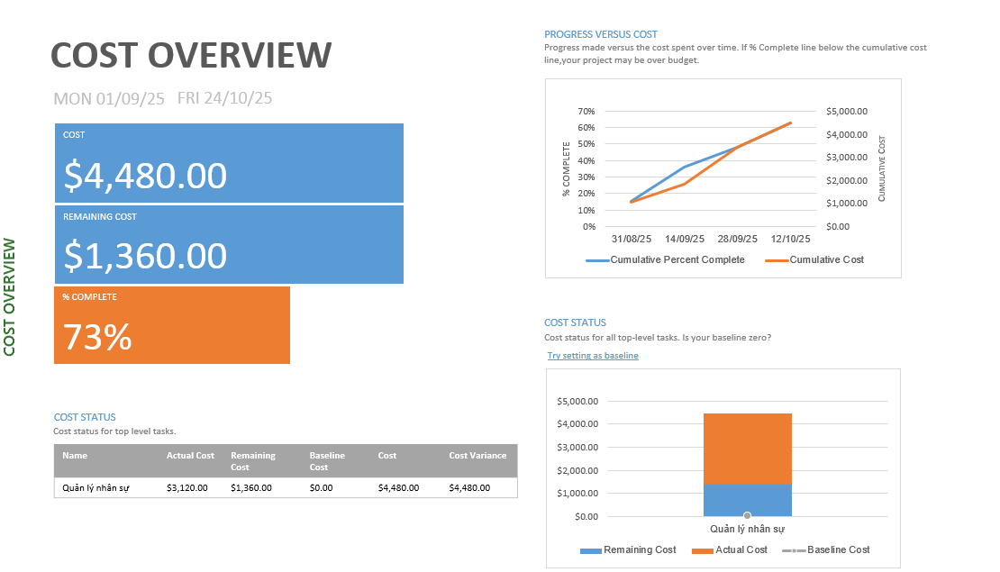 COST OVERVIEW
COST OVERVIEW
MON 01/09/25 FRI 24/10/25
COST
$4,480.00
REMAINING COST
$1,360.00
% COMPLETE
73%
COST STATUS
Cost status for top level tasks.
Name Actual Cost Remaining Cost Baseline Cost Cost Cost Variance
Quản lý nhân sự $3,120.00 $1,360.00 $0.00 $4,480.00 $4,480.00
PROGRESS VERSUS COST
Progress made versus the cost spent over time. If % Complete line below the cumulative cost
line,your project may be over budget.
% COMPLETE
70%
60%
50%
40%
30%
20%
10%
0%
$5,000.00
$4,000.00
$3,000.00
$2,000.00
$1,000.00
$0.00
CUMULATIVE COST
31/08/25 14/09/25 28/09/25 12/10/25
Cumulative Percent Complete Cumulative Cost
COST STATUS
Cost status for all top-level tasks. Is your baseline zero?
Try setting as baseline
$5,000.00
$4,000.00
$3,000.00
$2,000.00
$1,000.00
$0.00
Quản lý nhân sự
Remaining Cost Actual Cost Baseline Cost